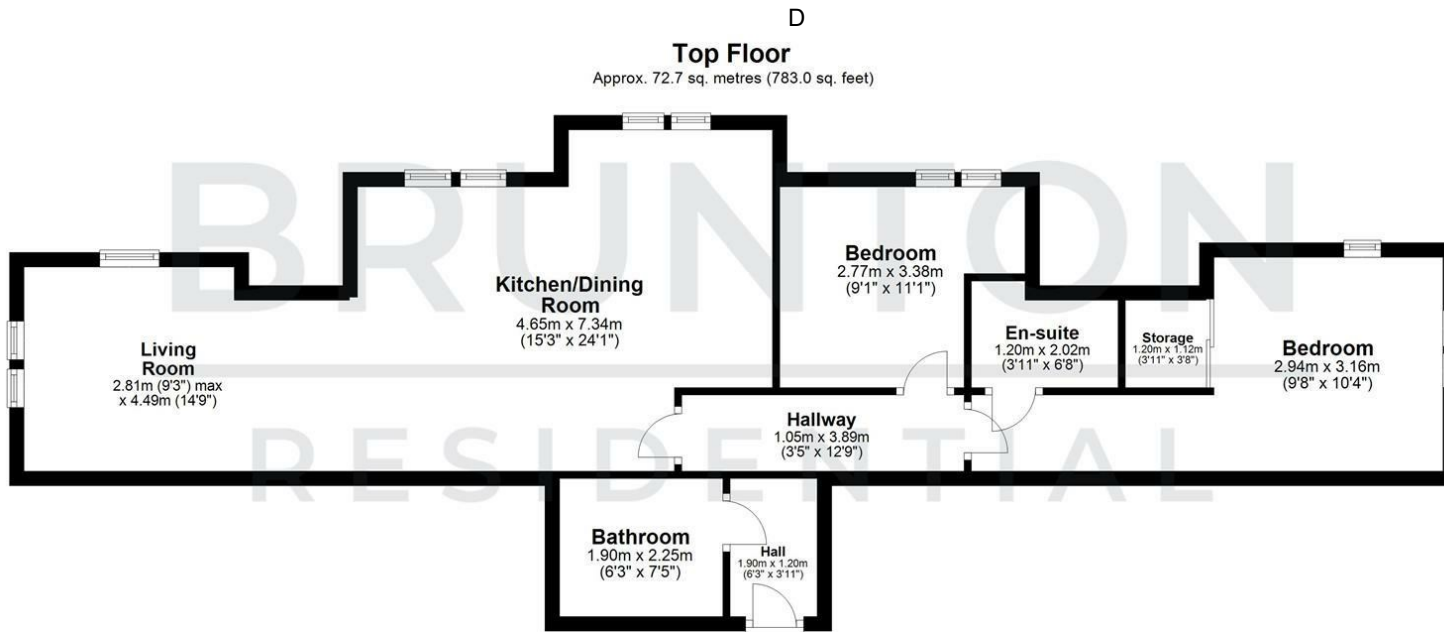 D
Top Floor
Approx. 72.7 sq. metres (783.0 sq. feet)
BRUNTON
RESIDENTIAL
Living
Room
2.81m (9'3") max
x 4.49m (14'9")
Kitchen/Dining
Room
4.65m x 7.34m
(15'3" x 24'1")
Bedroom
2.77m x 3.38m
(9'1" x 11'1")
En-suite
1.20m x 2.02m
(3'11" x 6'8")
Storage
1.20m x 1.12m
(3'11" x 3'8")
Bedroom
2.94m x 3.16m
(9'8" x 10'4")
Hallway
1.05m x 3.89m
(3'5" x 12'9")
Bathroom
1.90m x 2.25m
(6'3" x 7'5")
Hall
1.90m x 1.20m
(6'3" x 3'11")